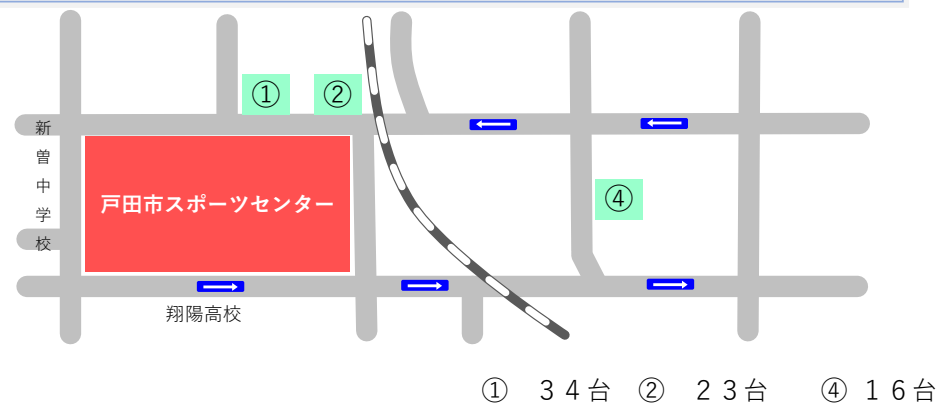 ① ②
新曽中学校
戸田市スポーツセンター
④
翔陽高校
① 34台 ② 23台 ④ 16台